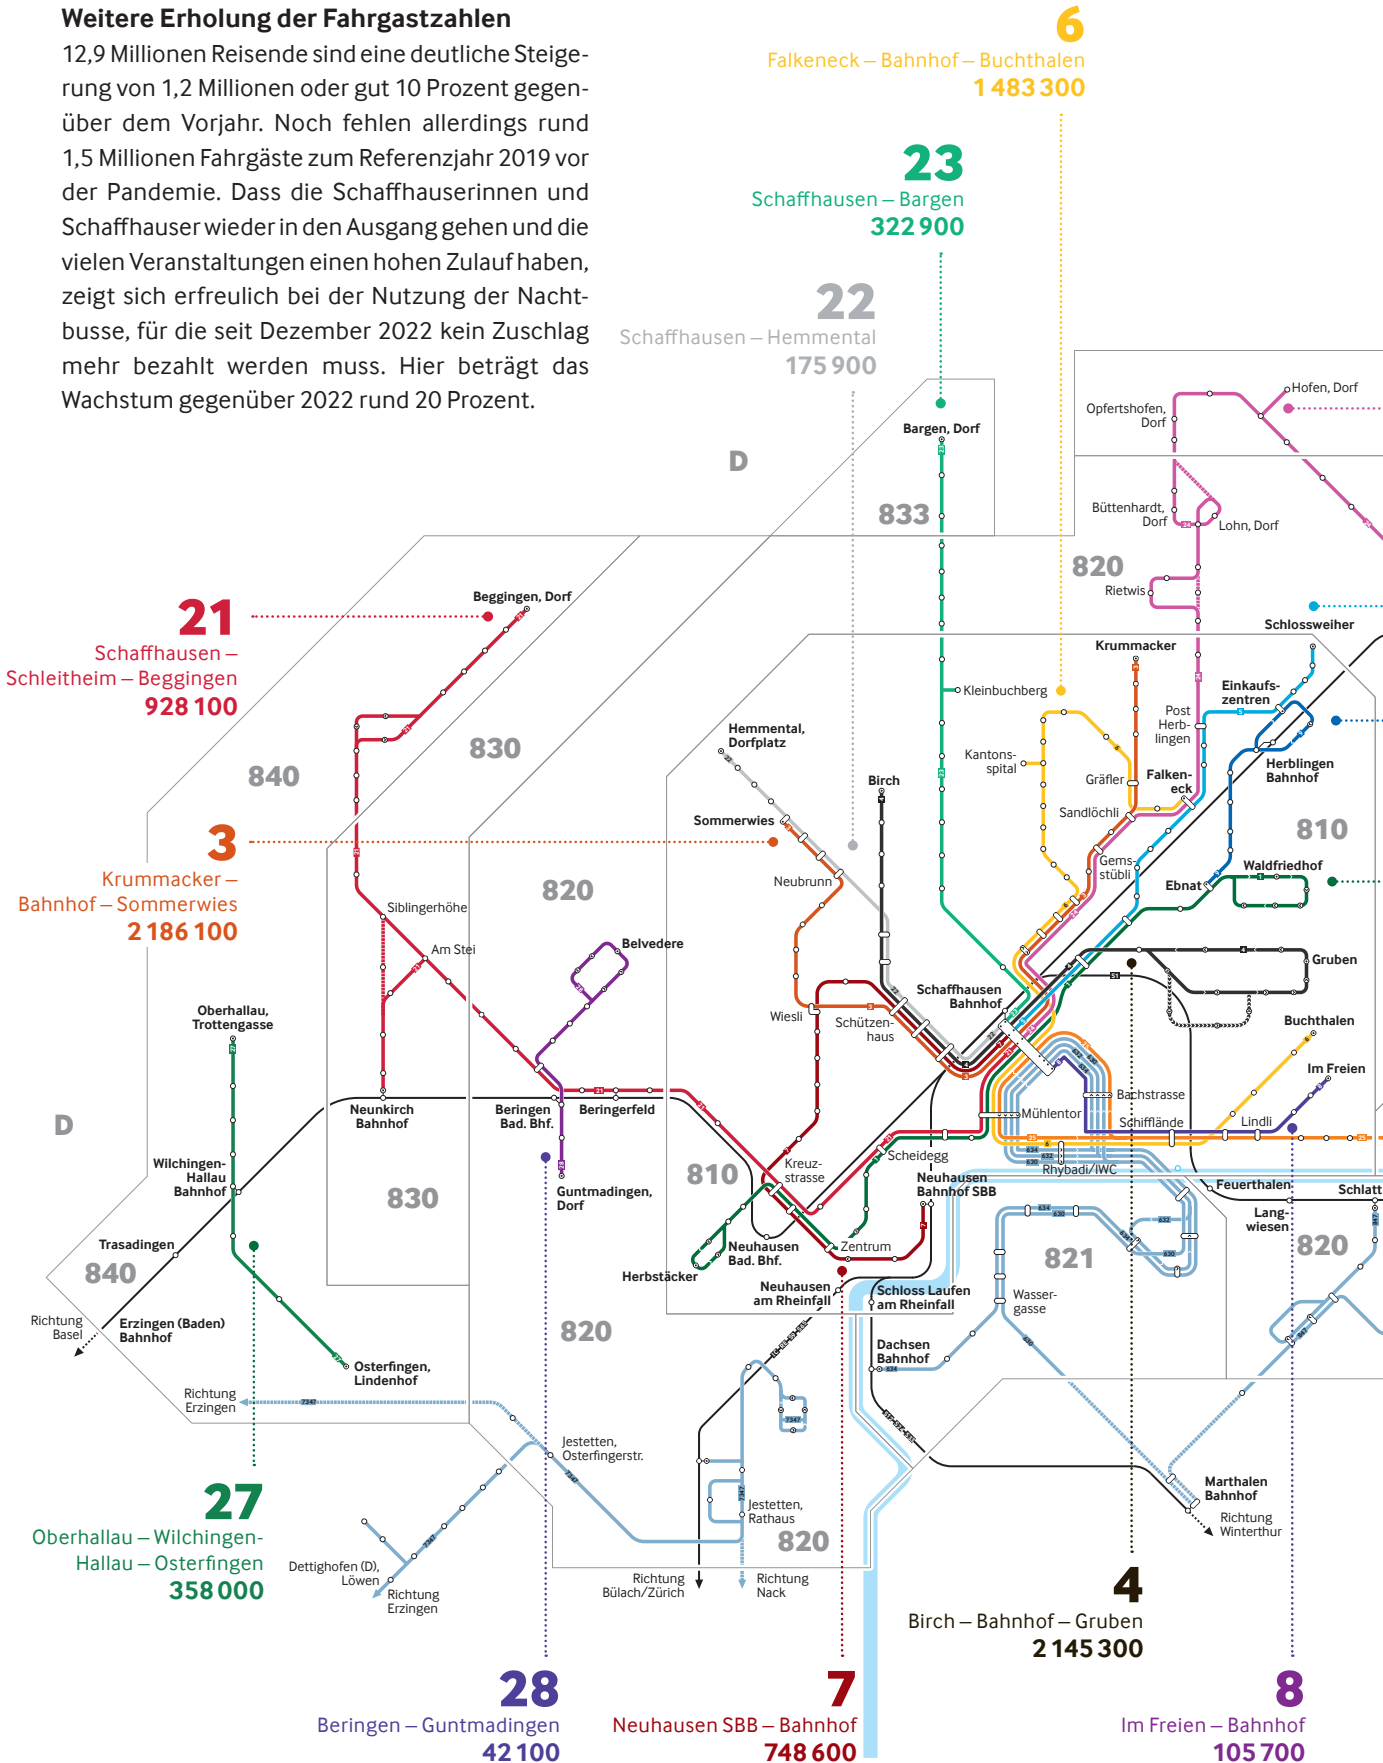 Weitere Erholung der Fahrgastzahlen
12,9 Millionen Reisende sind eine deutliche Steige-
rung von 1,2 Millionen oder gut 10 Prozent gegen-
über dem Vorjahr. Noch fehlen allerdings rund
1,5 Millionen Fahrgäste zum Referenzjahr 2019 vor
der Pandemie. Dass die Schaffhauserinnen und
Schaffhauser wieder in den Ausgang gehen und die
vielen Veranstaltungen einen hohen Zulauf haben,
zeigt sich erfreulich bei der Nutzung der Nacht-
busse, für die seit Dezember 2022 kein Zuschlag
mehr bezahlt werden muss. Hier beträgt das
Wachstum gegenüber 2022 rund 20 Prozent.
6
Falkeneck – Bahnhof – Buchthalen
1 483 300
23
Schaffhausen – Bargen
322 900
22
Schaffhausen – Hemmental
175 900
Hofen, Dorf
Opfertshofen,
Dorf
Bargen, Dorf
D
833
Büttenhardt,
Dorf
Lohn, Dorf
820
Rietwis
21
Schaffhausen –
Schleitheim – Beggingen
928 100
Beggingen, Dorf
Schlossweiher
Krummacker
Kleinbuchberg
Einkaufs-
zentren
Post
Herb-
lingen
Hemmental,
Dorfplatz
830
840
Kantons-
spital
Gräfler
Falken-
eck
Herblingen
Bahnhof
Birch
Sandlöchli
Sommerwies
810
3
Krummacker –
Bahnhof – Sommerwies
2 186 100
Neubrunn
Gems-
stübli
Waldfriedhof
Ebnat
820
Siblingerhöhe
Am Stei
Belvedere
Gruben
Schaffhausen
Bahnhof
Oberhallau,
Trottengasse
Wiesli
Schützen-
haus
Buchthalen
Im Freien
Bachstrasse
D
Neunkirch
Bahnhof
Beringen
Bad. Bhf.
Beringerfeld
Mühlentor
Schifflände
Lindli
Scheidegg
Rhybadi/IWC
Wilchingen-
Hallau
Bahnhof
830
Guntmadingen,
Dorf
810
Kreuz-
strasse
Neuhausen
Bahnhof SBB
Feuerthalen
Schlatt
Lang-
wiesen
820
Trasadingen
840
Herbstäcker
Neuhausen
Bad. Bhf.
Zentrum
821
Neuhausen
am Rheinfall
Schloss Laufen
am Rheinfall
Wasser-
gasse
Richtung
Basel
Erzingen (Baden)
Bahnhof
820
Dachsen
Bahnhof
Osterfingen,
Lindenhof
Richtung
Erzingen
7347
7347
Jestetten,
Osterfingerstr.
7347
Jestetten,
Rathaus
820
Marthalen
Bahnhof
Richtung
Winterthur
27
Oberhallau – Wilchingen-
Hallau – Osterfingen
358 000
Dettighofen (D),
Löwen
Richtung
Erzingen
Richtung
Bülach/Zürich
Richtung
Nack
4
Birch – Bahnhof – Gruben
2 145 300
28
Beringen – Guntmadingen
42 100
7
Neuhausen SBB – Bahnhof
748 600
8
Im Freien – Bahnhof
105 700